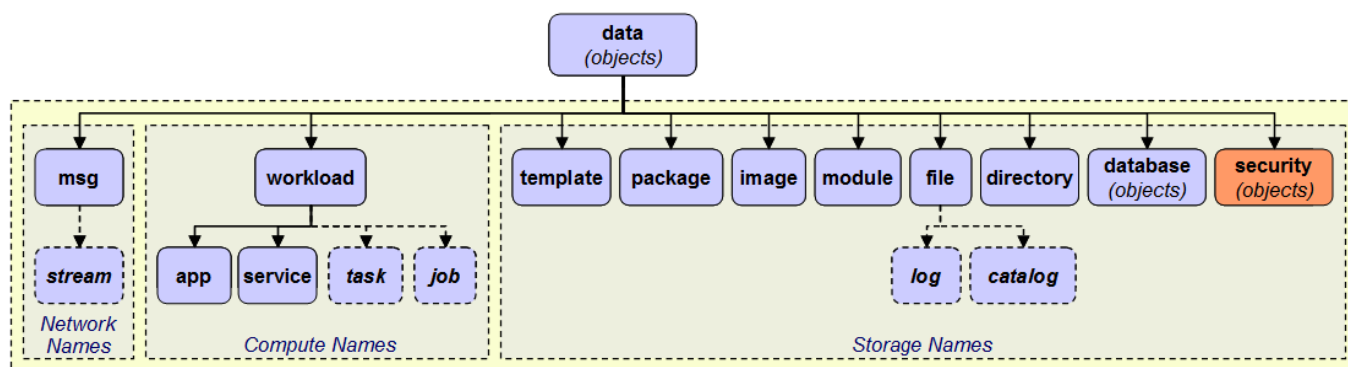 data
(objects)
msg
workload
template
package
image
module
file
directory
database
(objects)
security
(objects)
stream
app
service
task
job
log
catalog
Network
Names
Compute Names
Storage Names